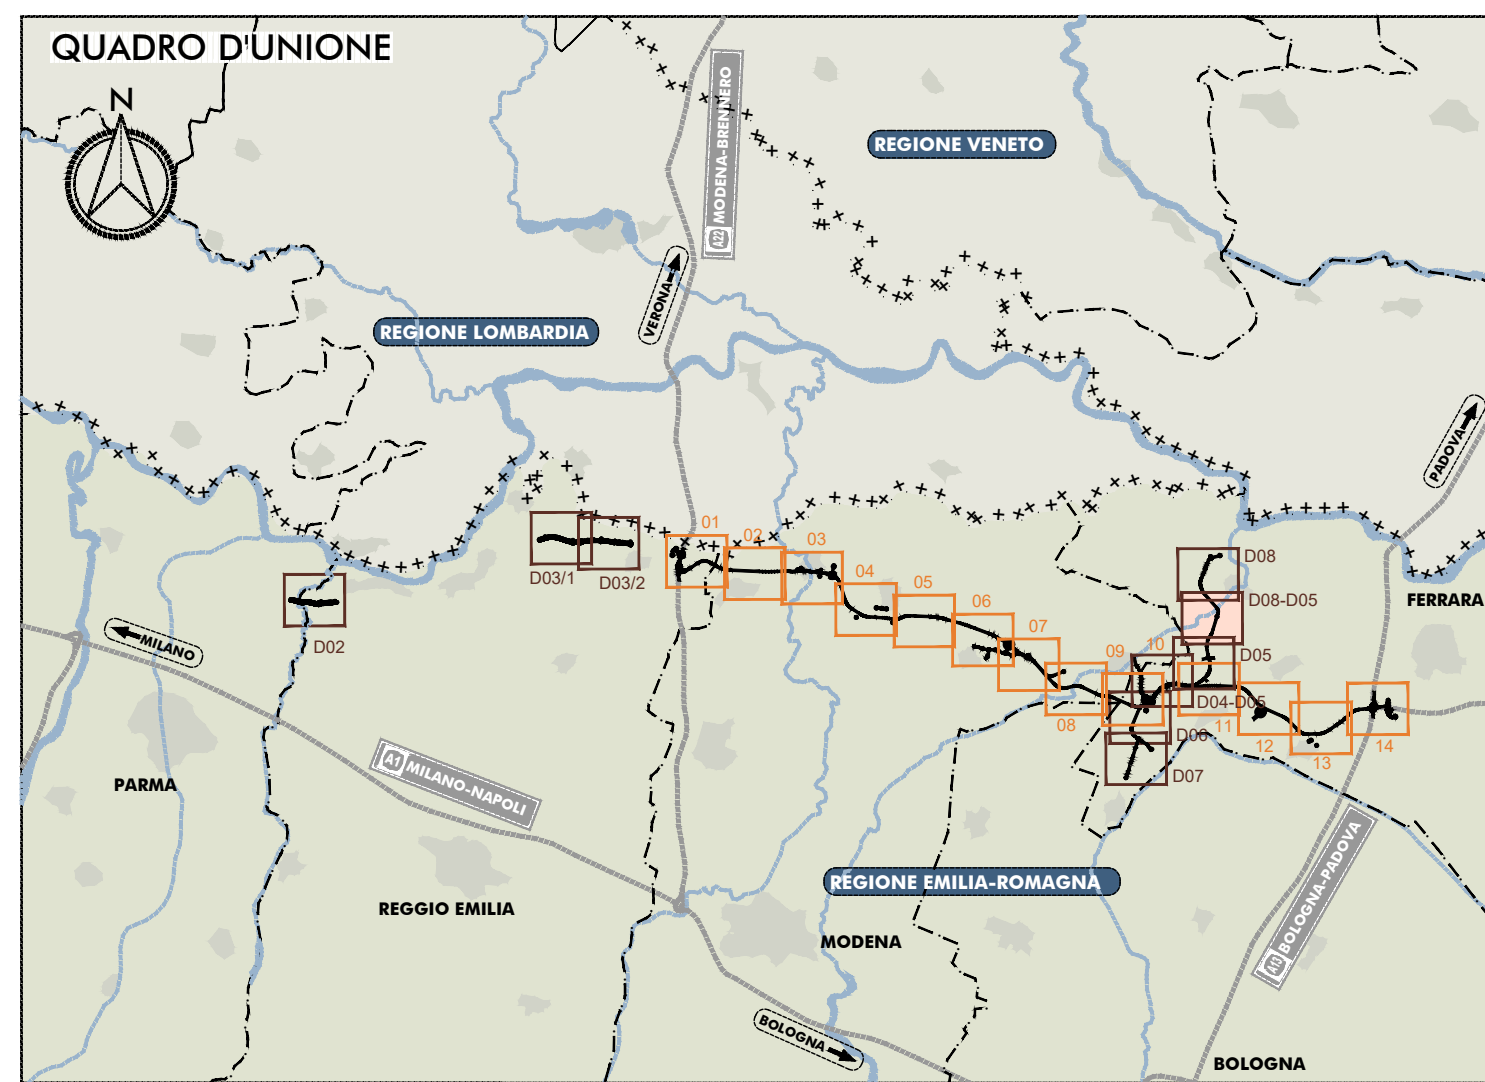 QUADRO D'UNIONE
N
A22 MODENA-BRENNERO
REGIONE VENETO
VERONA
REGIONE LOMBARDIA
PADOVA
01
02
03
D03/1
D03/2
04
05
06
07
D08
D08-D05
FERRARA
D02
MILANO
09
10
D05
08
D04-D05
11
12
13
14
D06
D07
PARMA
A1 MILANO-NAPOLI
A13 BOLOGNA-PADOVA
REGIONE EMILIA-ROMAGNA
REGGIO EMILIA
MODENA
BOLOGNA
BOLOGNA